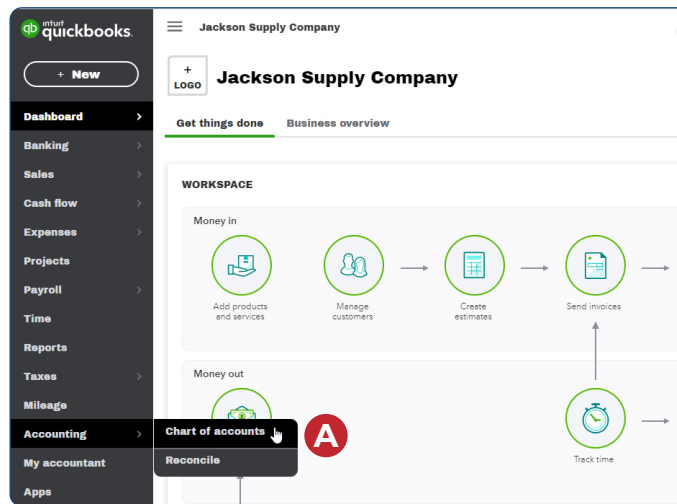 intuit
qb quickbooks.
+ New
Dashboard
Banking
Sales
Cash flow
Expenses
Projects
Payroll
Time
Reports
Taxes
Mileage
Accounting
My accountant
Apps
Jackson Supply Company
+
LOGO
Jackson Supply Company
Get things done
Business overview
WORKSPACE
Money in
Add products
and services
Manage
customers
Create
estimates
Send invoices
Money out
Track time
Chart of accounts
Reconcile
A